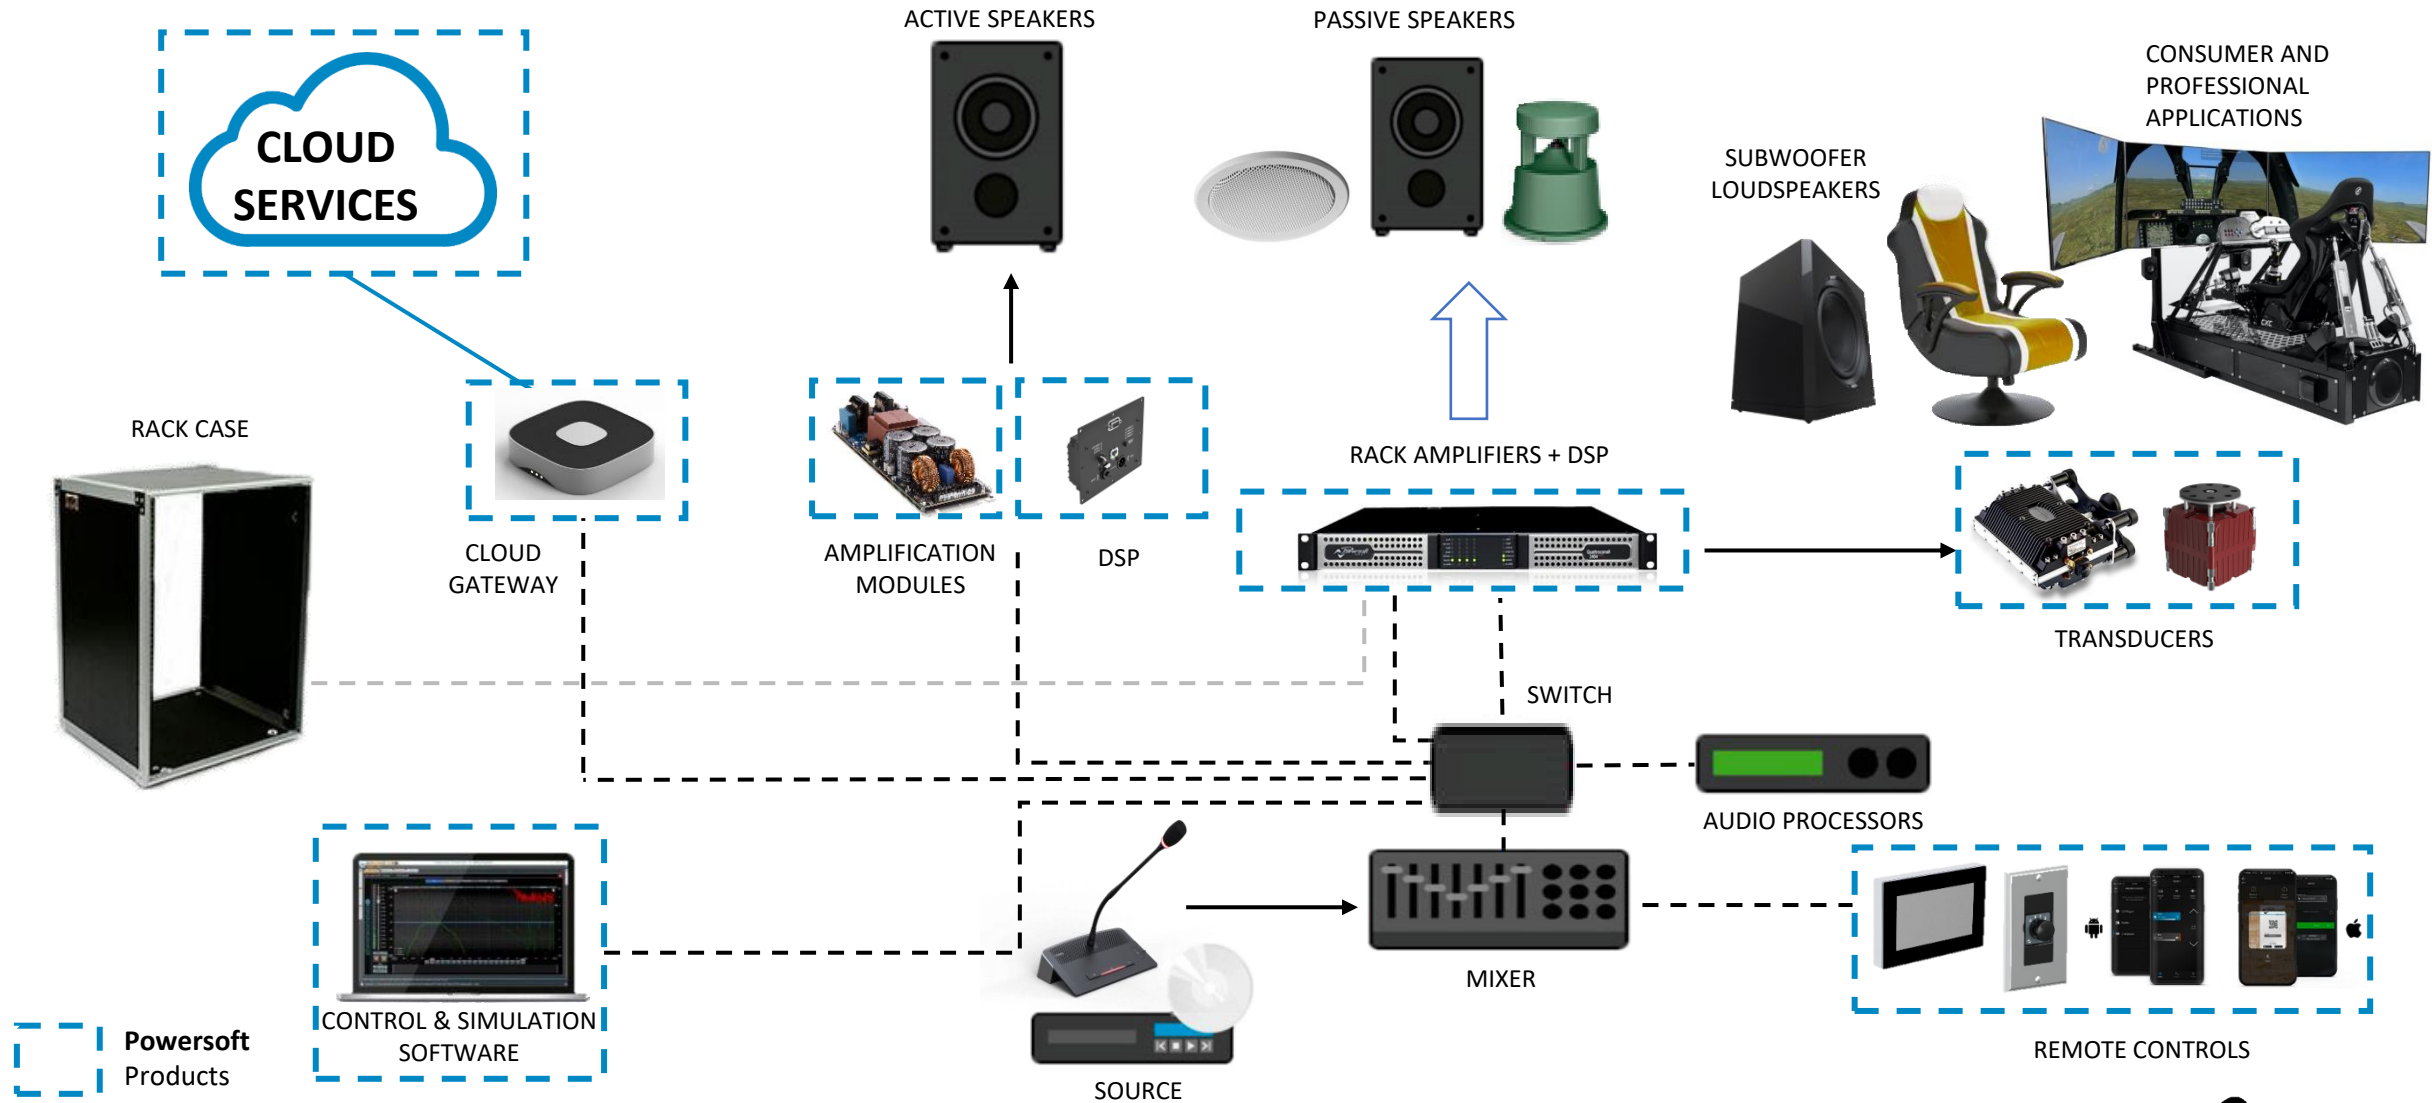 ACTIVE SPEAKERS
PASSIVE SPEAKERS
CONSUMER AND
PROFESSIONAL
APPLICATIONS
CLOUD
SERVICES
SUBWOOFER
LOUDSPEAKERS
RACK CASE
RACK AMPLIFIERS + DSP
CLOUD
GATEWAY
AMPLIFICATION
MODULES
DSP
powersoft
TRANSDUCERS
SWITCH
AUDIO PROCESSORS
MIXER
CONTROL & SIMULATION
SOFTWARE
REMOTE CONTROLS
SOURCE
Powersoft
Products